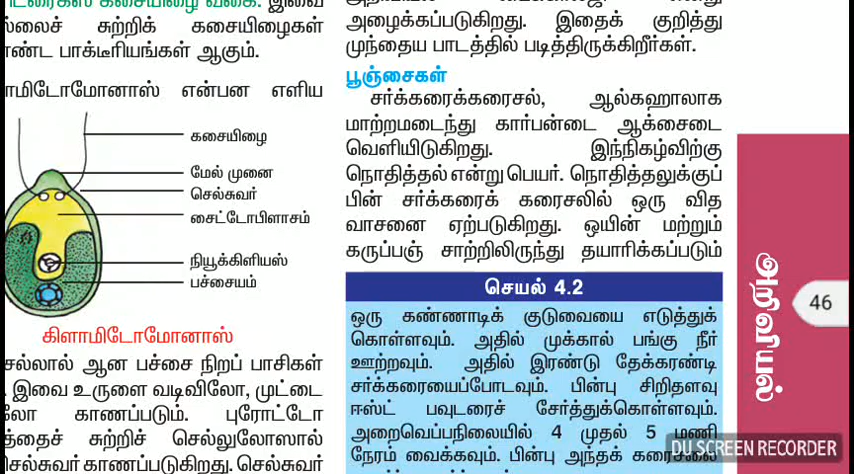 கசையிழை வகை. இவை
சுற்றிக் கசையிழைகள்
பாக்டீரியங்கள் ஆகும்.
என்பன எளிய
கசையிழை
மேல் முனை
செல்சுவர்
சைட்டோபிளாசம்
நியூக்கிளியஸ்
பச்சையம்
கிளாமிடோமோனாஸ்
ஆன பச்சை நிறப் பாசிகள்
இவை உருளை வடிவிலோ, முட்டை
காணப்படும். புரோட்டோ
சுற்றிச் செல்லுலோஸால்
காணப்படுகிறது. செல்சுவர்
அழைக்கப்படுகிறது. இதைக் குறித்து
முந்தைய பாடத்தில் படித்திருக்கிறீர்கள்.
பூஞ்சைகள்
சர்க்கரைக்கரைசல், ஆல்கஹாலாக
மாற்றமடைந்து கார்பன்டை ஆக்சைடை
வெளியிடுகிறது. இந்நிகழ்விற்கு
நொதித்தல் என்று பெயர். நொதித்தலுக்குப்
பின் சர்க்கரைக் கரைசலில் ஒரு வித
வாசனை ஏற்படுகிறது. ஒயின் மற்றும்
கருப்பஞ் சாற்றிலிருந்து தயாரிக்கப்படும்
செயல் 4.2
ஒரு கண்ணாடிக் குடுவையை எடுத்துக்
கொள்ளவும். அதில் முக்கால் பங்கு நீர்
ஊற்றவும். அதில் இரண்டு தேக்கரண்டி
சர்க்கரையைப்போடவும். பின்பு சிறிதளவு
ஈஸ்ட் பவுடரைச் சேர்த்துக்கொள்ளவும்.
அறைவெப்பநிலையில் 4 முதல் 5 மணி
நேரம் வைக்கவும். பின்பு அந்தக் கரைசலை
அறிவியல்
46
DU SCREEN RECORDER